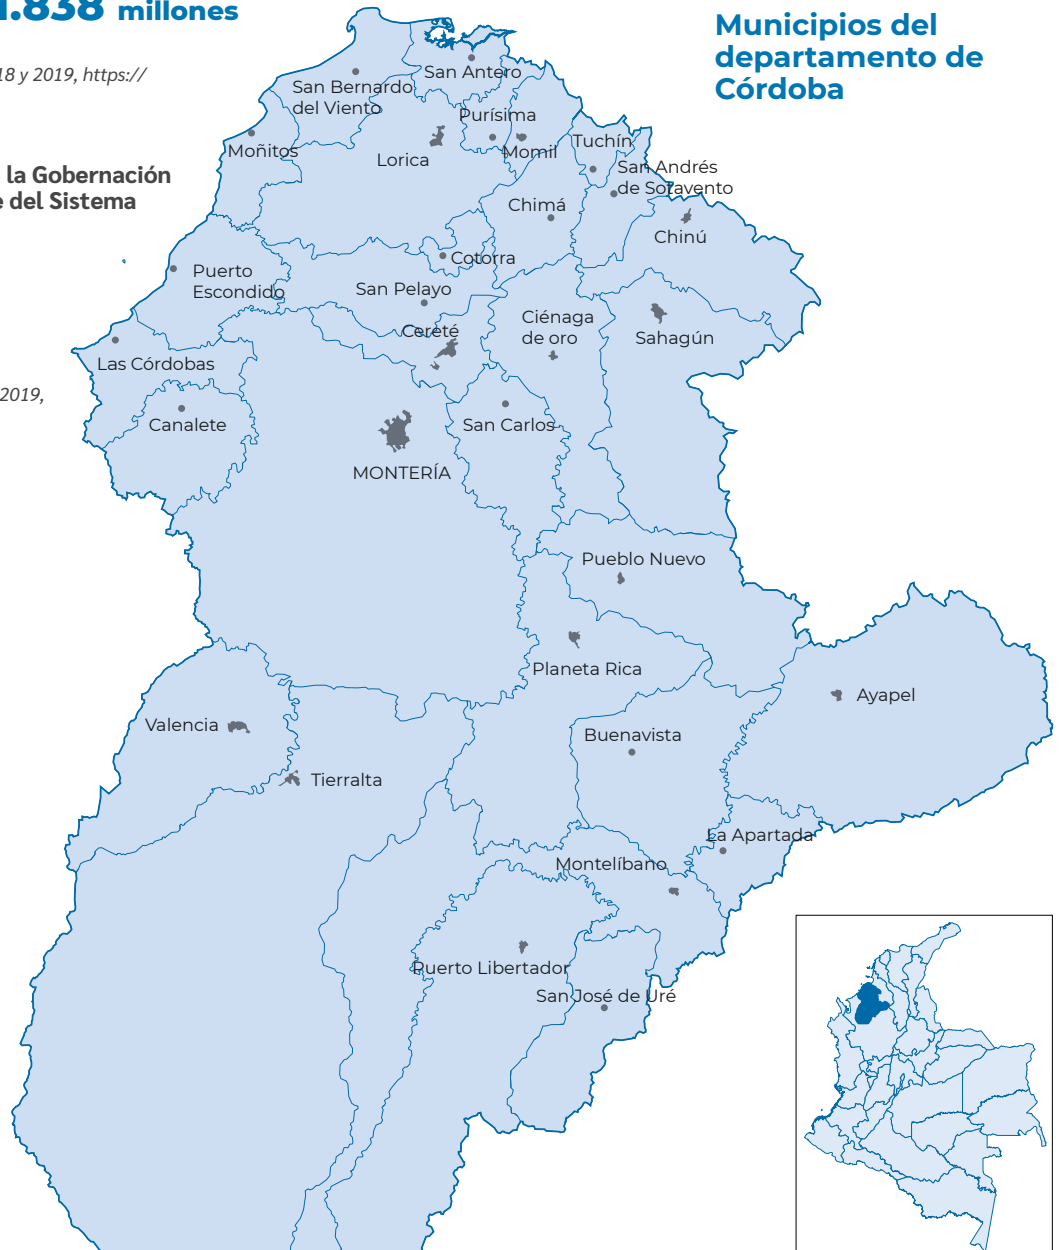 1.838 millones
18 y 2019, https://
la Gobernación
e del Sistema
2019,
Municipios del
departamento de
Córdoba
San Antero
San Bernardo
del Viento
Purísima
Moñitos
Lorica
Momil
Tuchín
San Andrés
de Sotavento
Chimá
Chinú
Cotorra
Puerto
Escondido
San Pelayo
Ciénaga
de oro
Cereté
Sahagún
Las Córdobas
Canalete
San Carlos
MONTERÍA
Pueblo Nuevo
Planeta Rica
Ayapel
Valencia
Buenavista
Tierralta
La Apartada
Montelíbano
Puerto Libertador
San José de Uré